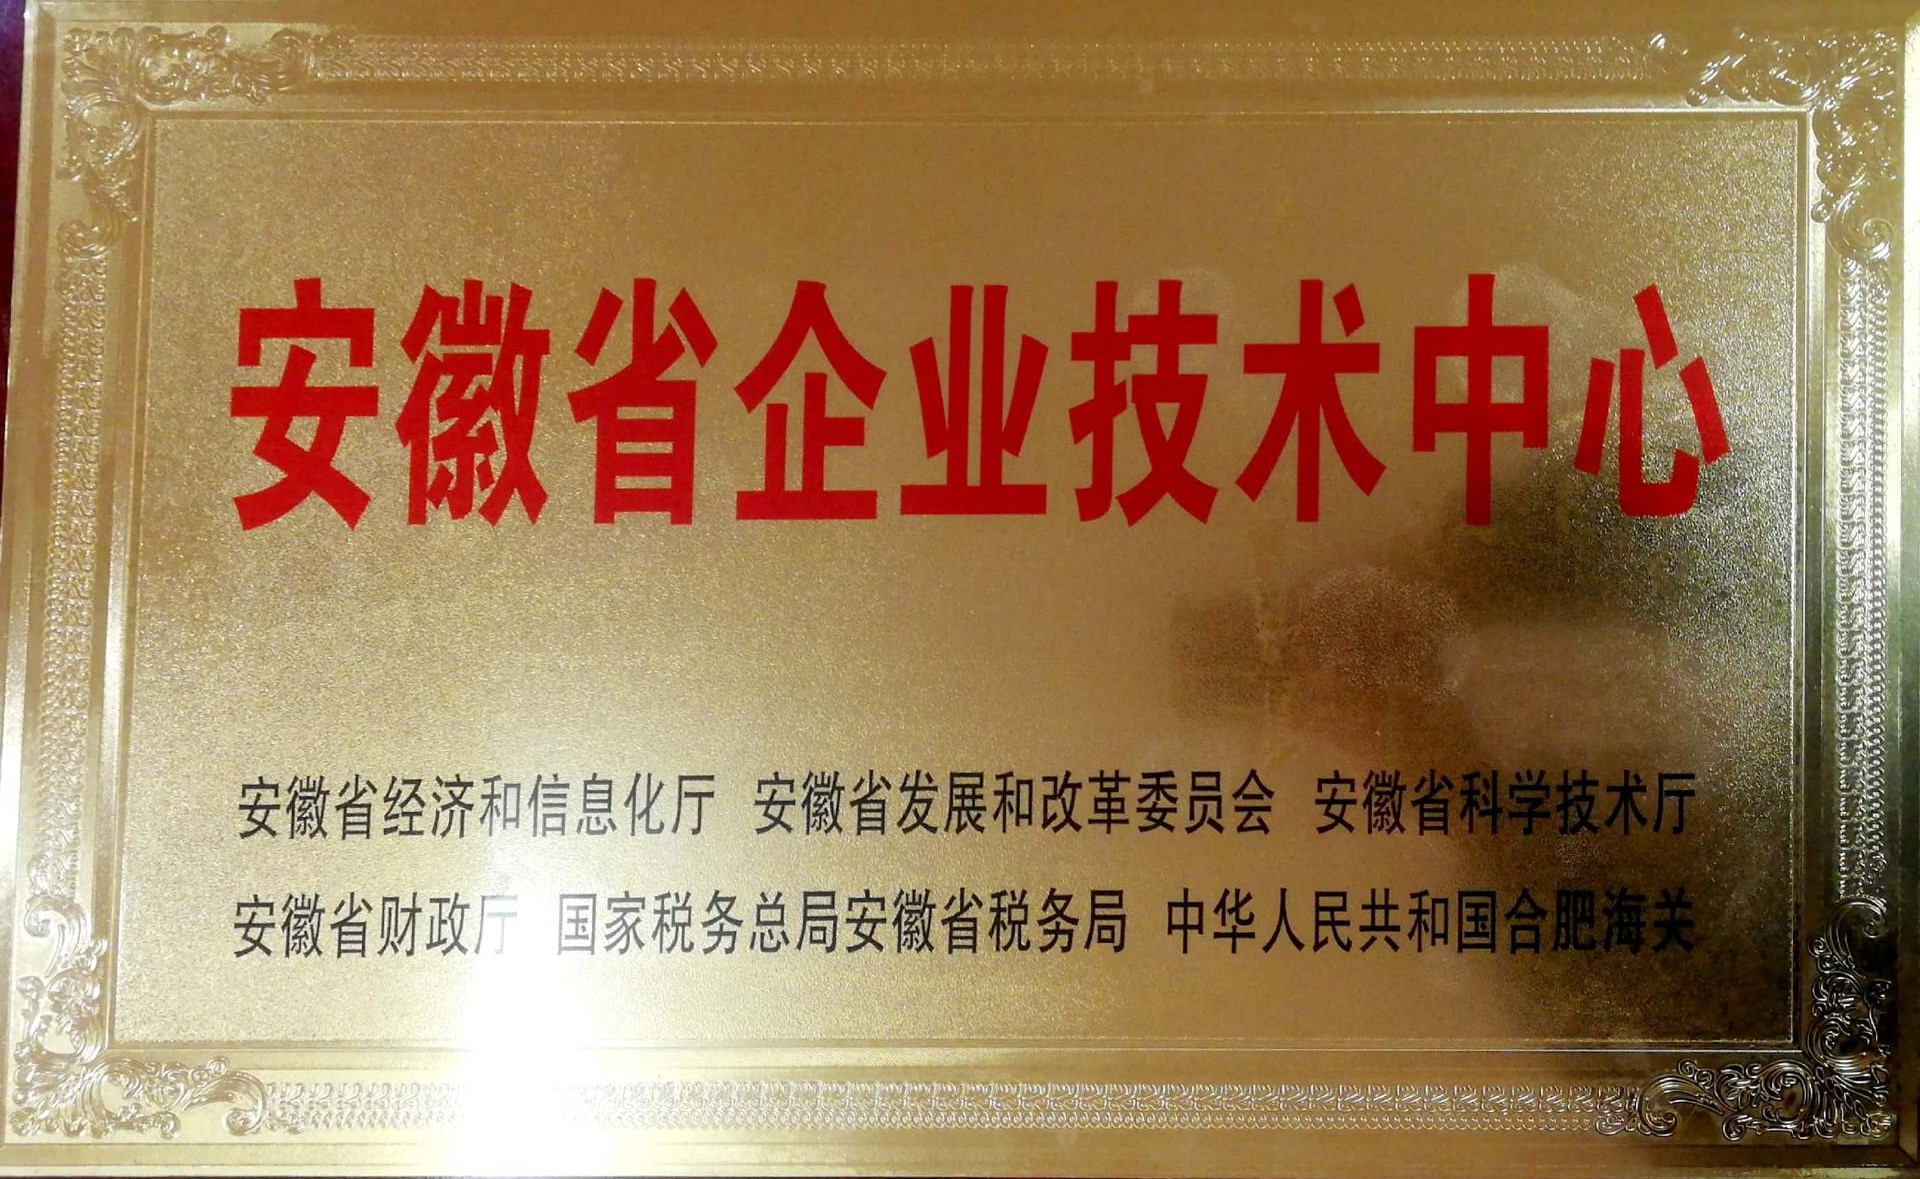 安徽省企业技术中心
安徽省经济和信息化厅 安徽省发展和改革委员会 安徽省科学技术厅
安徽省财政厅 国家税务总局安徽省税务局 中华人民共和国合肥海关